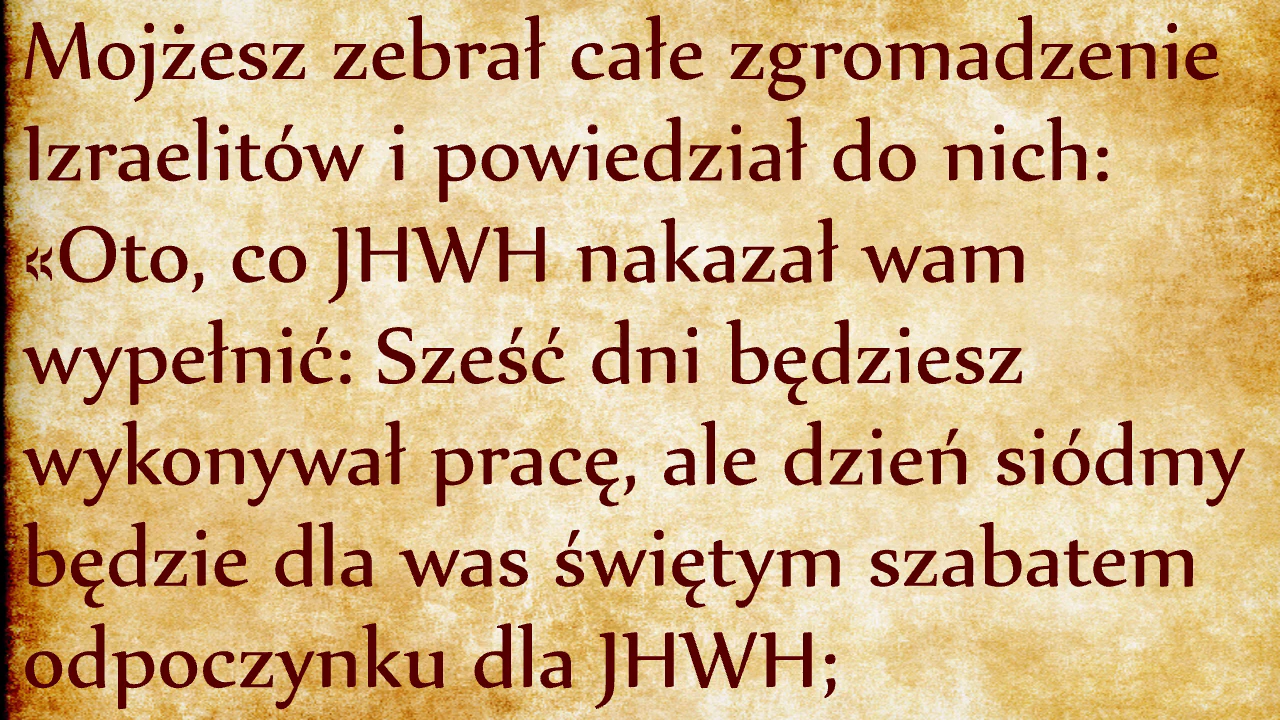 Mojżesz zebrał całe zgromadzenie
Izraelitów i powiedział do nich:
«Oto, co JHWH nakazał wam
wypełnić: Sześć dni będziesz
wykonywał pracę, ale dzień siódmy
będzie dla was świętym szabatem
odpoczynku dla JHWH;